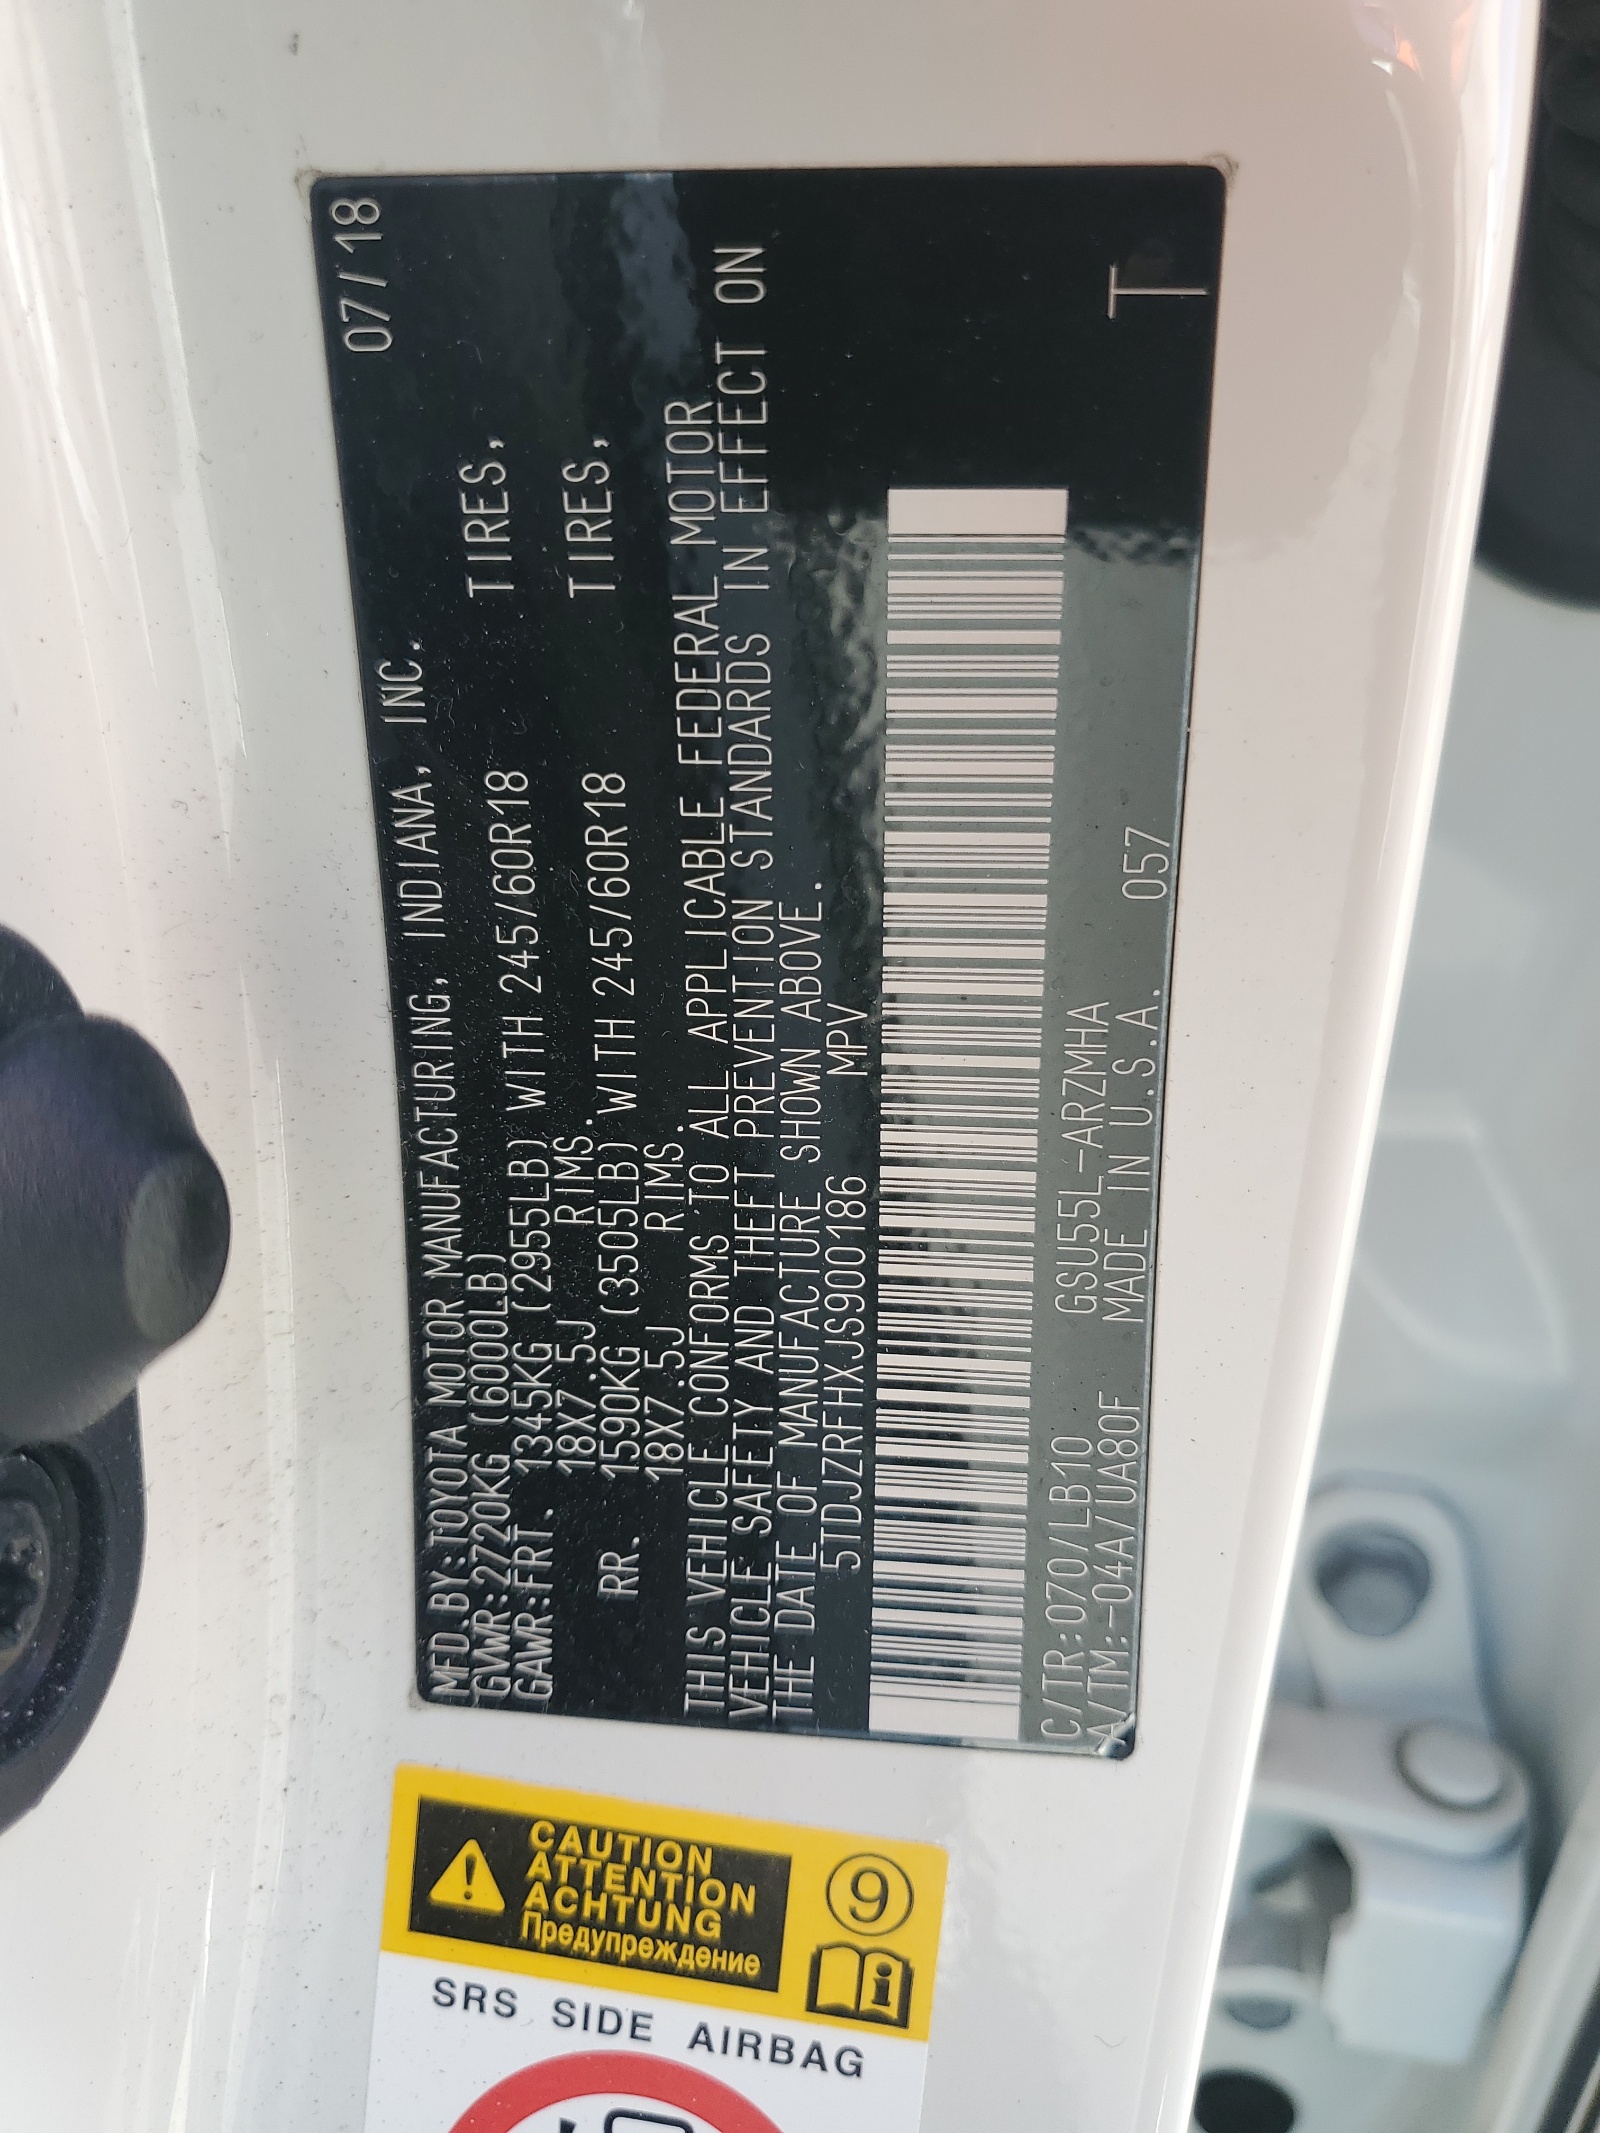 MFD.BY:TOYOTA MOTOR MANUFACTURING, INDIANA, INC. 07/18
GVWR:2720KG (6000LB)
GAWR:FRT. 1345KG (2955LB) WITH 245/60R18 TIRES,
18X7.5J RIMS.
RR. 1590KG (3505LB) WITH 245/60R18 TIRES,
18X7.5J RIMS.
THIS VEHICLE CONFORMS TO ALL APPLICABLE FEDERAL MOTOR
VEHICLE SAFETY AND THEFT PREVENTION STANDARDS IN EFFECT ON
THE DATE OF MANUFACTURE SHOWN ABOVE.
5TDJZRFHXJS900186 MPV
C/TR:070/LB10 GSU55L-ARZMHA
A/TM:-04A/UA80F MADE IN U.S.A. 057 T
CAUTION
ATTENTION
ACHTUNG
Предупреждение
9
i
SRS SIDE AIRBAG